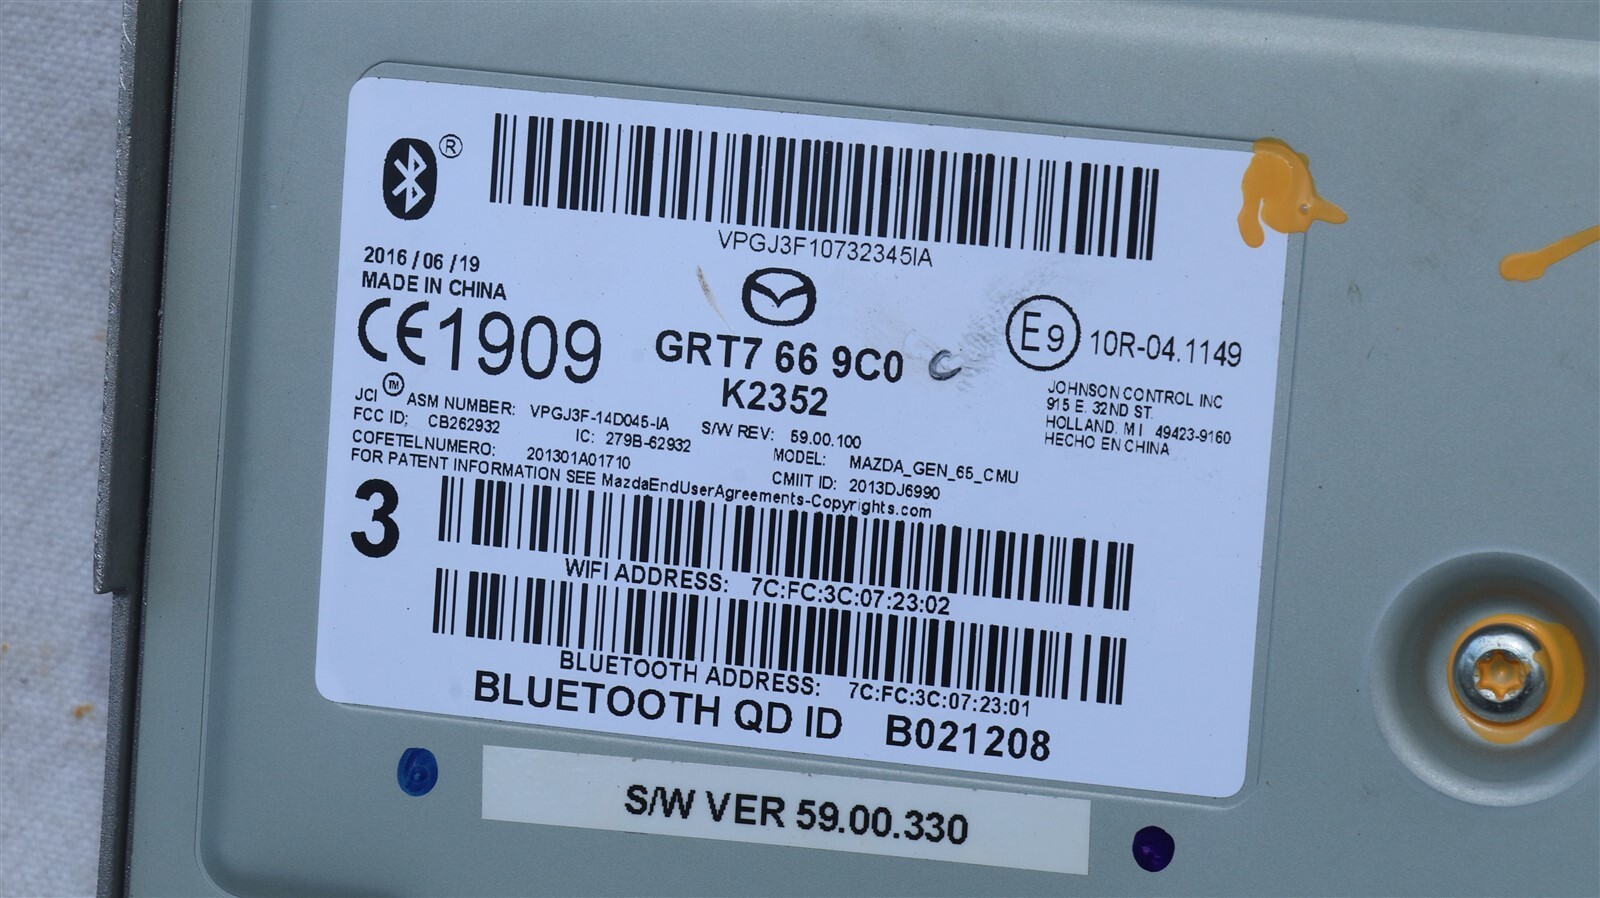 ®
VPGJ3F10732345IA
2016/06/19
MADE IN CHINA
CE1909
GRT7 66 9C0 C
K2352
E9 10R-04.1149
JOHNSON CONTROL INC
915 E. 32ND ST.
HOLLAND. MI 49423-9160
HECHO EN CHINA
JCI TM ASM NUMBER: VPGJ3F-14D045-IA S/W REV: 59.00.100
FCC ID; CB262932 IC: 279B-62932 MODEL: MAZDA_GEN_65_CMU
COFETELNUMERO: 201301A01710 CMIIT ID: 2013DJ6990
FOR PATENT INFORMATION SEE MazdaEndUserAgreements-Copyrights.com
3
WIFI ADDRESS: 7C:FC:3C:07:23:02
BLUETOOTH ADDRESS: 7C:FC:3C:07:23:01
BLUETOOTH QD ID B021208
S/W VER 59.00.330